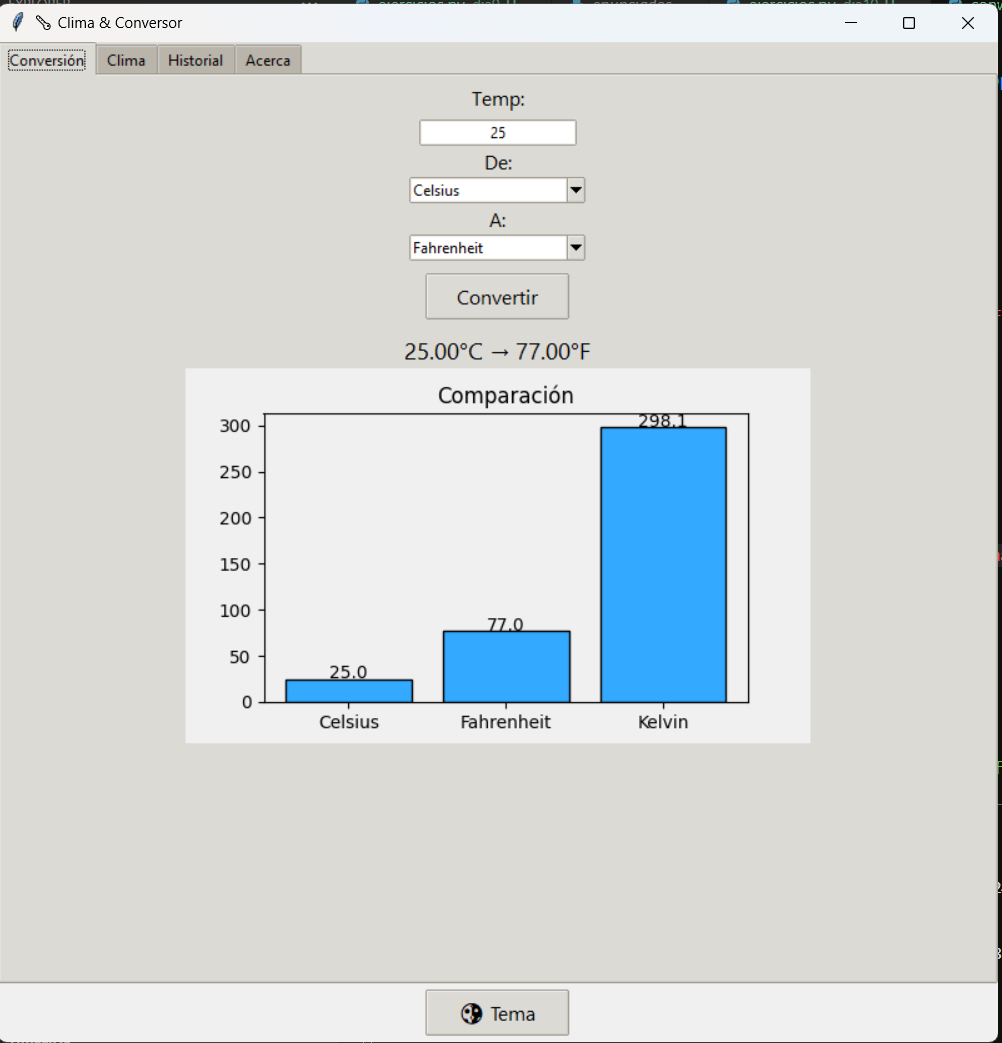 Clima & Conversor
Conversión Clima Historial Acerca
Temp:
25
De:
Celsius
A:
Fahrenheit
Convertir
25.00°C → 77.00°F
Comparación
300
250
200
150
100
50
0
298.1
77.0
25.0
Celsius Fahrenheit Kelvin
Tema